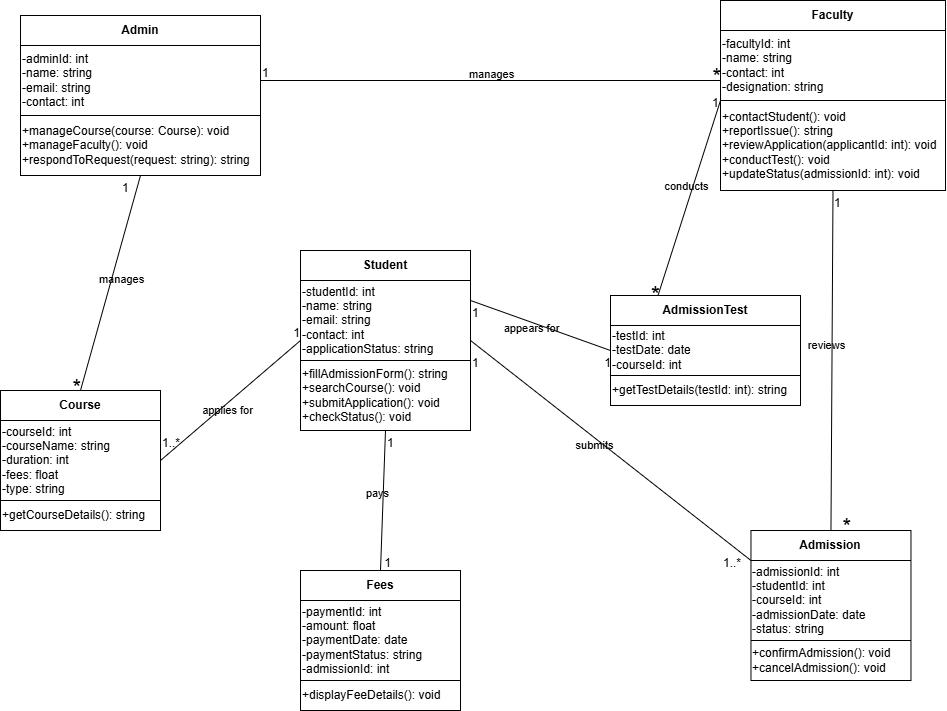 Admin
-adminId: int
-name: string
-email: string
-contact: int
+manageCourse(course: Course): void
+manageFaculty(): void
+respondToRequest(request: string): string
1
manages
*
Faculty
-facultyId: int
-name: string
-contact: int
-designation: string
+contactStudent(): void
+reportIssue(): string
+reviewApplication(applicantId: int): void
+conductTest(): void
+updateStatus(admissionId: int): void
1
conducts
*
1
reviews
*
1
manages
*
Student
-studentId: int
-name: string
-email: string
-contact: int
-applicationStatus: string
+fillAdmissionForm(): string
+searchCourse(): void
+submitApplication(): void
+checkStatus(): void
1
appears for
1
AdmissionTest
-testId: int
-testDate: date
-courseId: int
+getTestDetails(testId: int): string
1
applies for
1..*
Course
-courseId: int
-courseName: string
-duration: int
-fees: float
-type: string
+getCourseDetails(): string
1
submits
1..*
1
pays
1
Fees
-paymentId: int
-amount: float
-paymentDate: date
-paymentStatus: string
-admissionId: int
+displayFeeDetails(): void
Admission
-admissionId: int
-studentId: int
-courseId: int
-admissionDate: date
-status: string
+confirmAdmission(): void
+cancelAdmission(): void